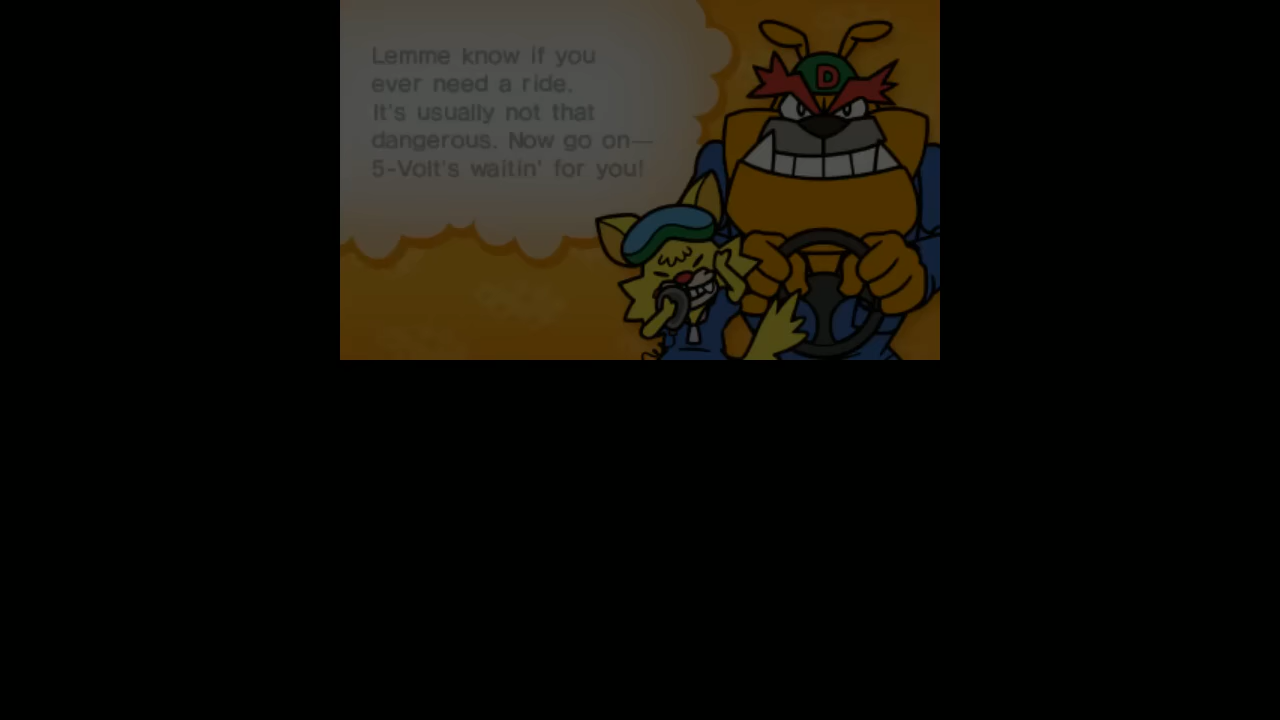 Lemme know if you
ever need a ride.
It's usually not that
dangerous. Now go on—
5-Volt's waitin' for you!
D